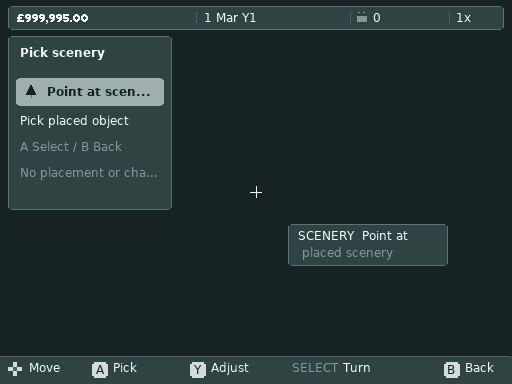 £999,995.00 1 Mar Y1 0 1x
Pick scenery
Point at scen...
Pick placed object
A Select / B Back
No placement or cha...
SCENERY Point at
placed scenery
Move A Pick Y Adjust SELECT Turn B Back